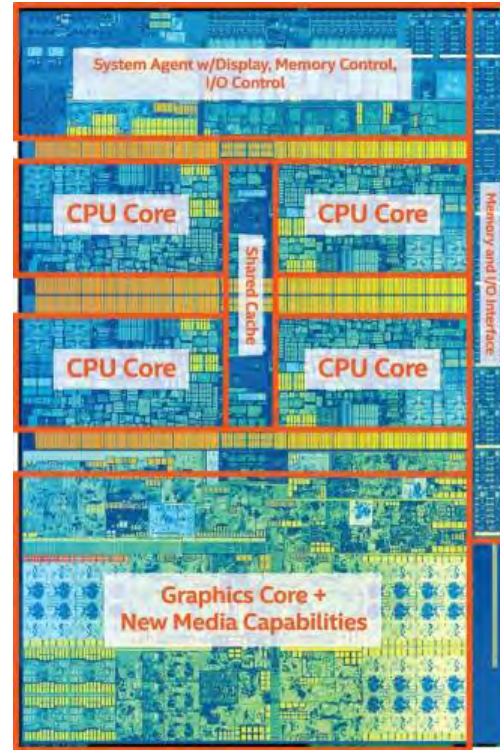 System Agent w/Display, Memory Control,
I/O Control
CPU Core
CPU Core
Shared Cache
Memory and I/O Interface
CPU Core
CPU Core
Graphics Core +
New Media Capabilities